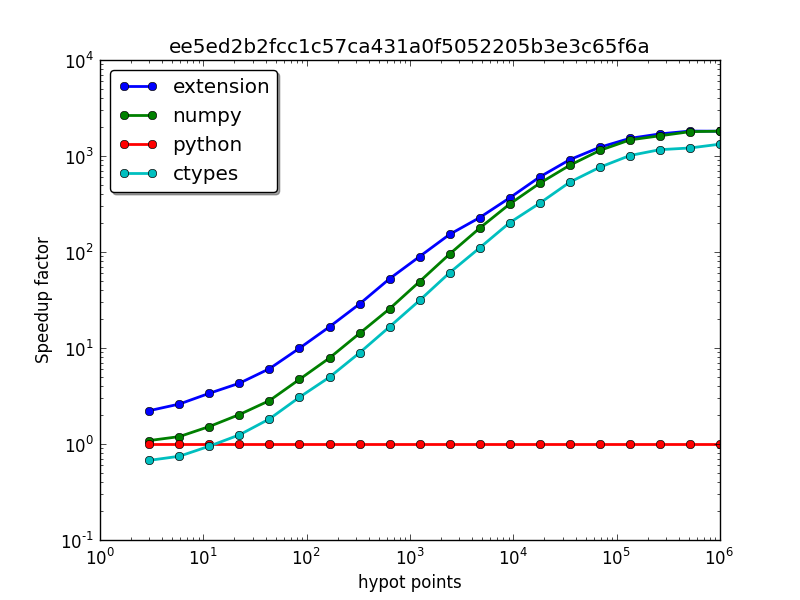 ee5ed2b2fcc1c57ca431a0f5052205b3e3c65f6a
extension
numpy
python
ctypes
Speedup factor
10^4
10^3
10^2
10^1
10^0
10^-1
10^0 10^1 10^2 10^3 10^4 10^5 10^6
hypot points